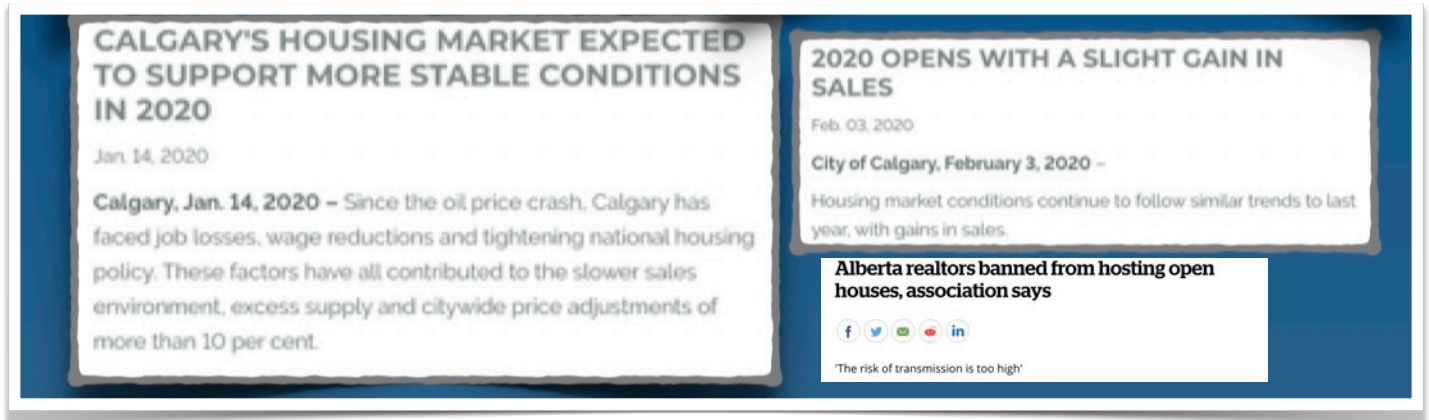 CALGARY'S HOUSING MARKET EXPECTED
TO SUPPORT MORE STABLE CONDITIONS
IN 2020
Jan. 14, 2020
Calgary, Jan. 14, 2020 – Since the oil price crash, Calgary has
faced job losses, wage reductions and tightening national housing
policy. These factors have all contributed to the slower sales
environment, excess supply and citywide price adjustments of
more than 10 per cent.
2020 OPENS WITH A SLIGHT GAIN IN
SALES
Feb. 03, 2020
City of Calgary, February 3, 2020 –
Housing market conditions continue to follow similar trends to last
year, with gains in sales.
Alberta realtors banned from hosting open
houses, association says
'The risk of transmission is too high'